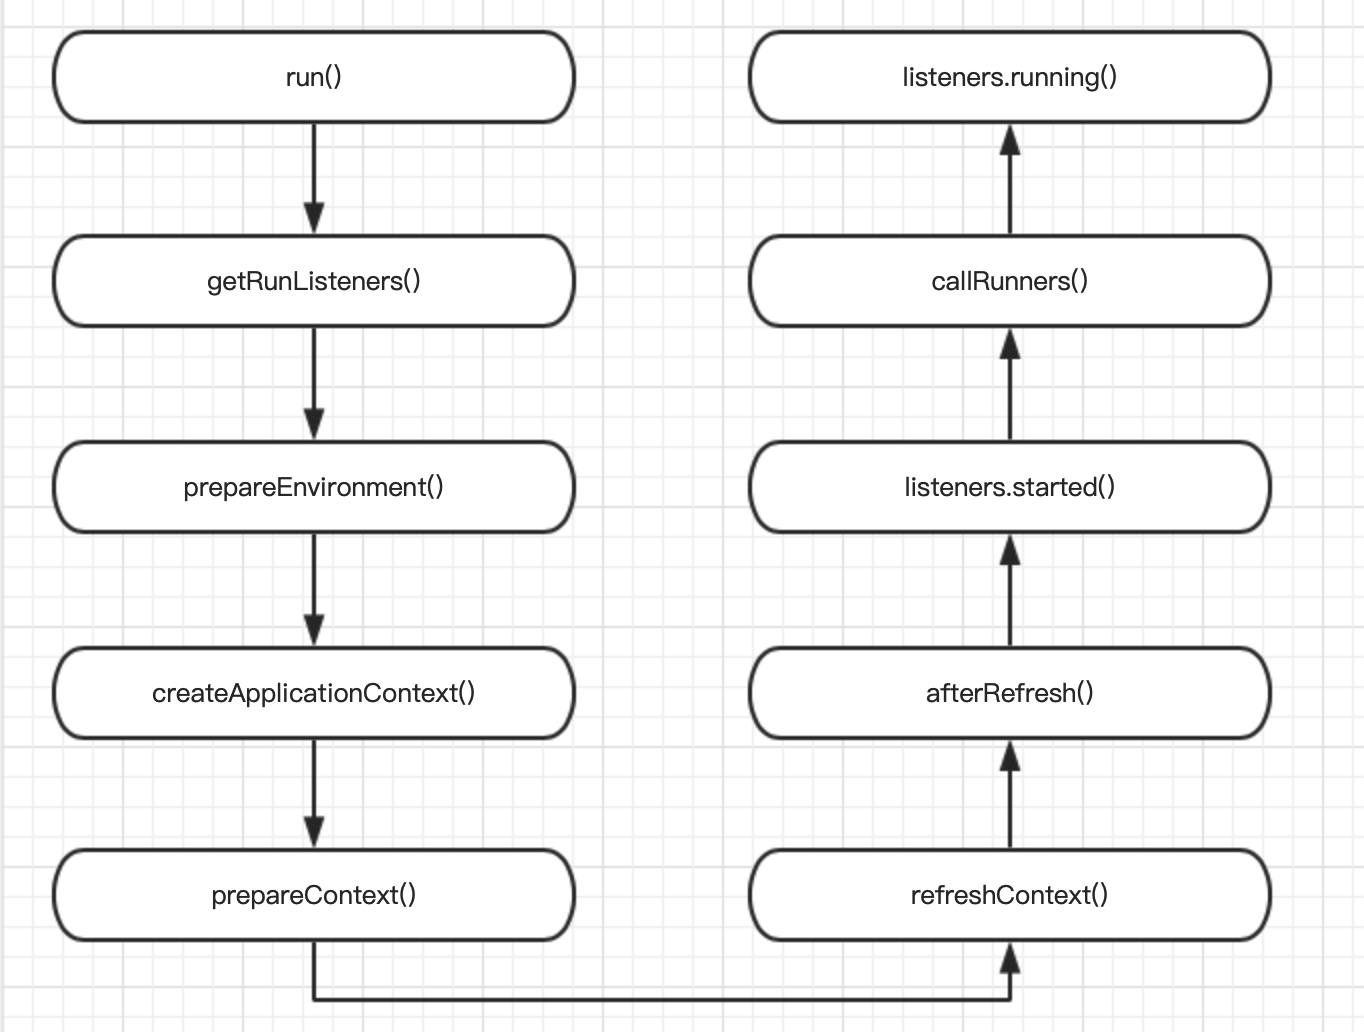 run()
getRunListeners()
prepareEnvironment()
createApplicationContext()
prepareContext()
refreshContext()
afterRefresh()
listeners.started()
callRunners()
listeners.running()